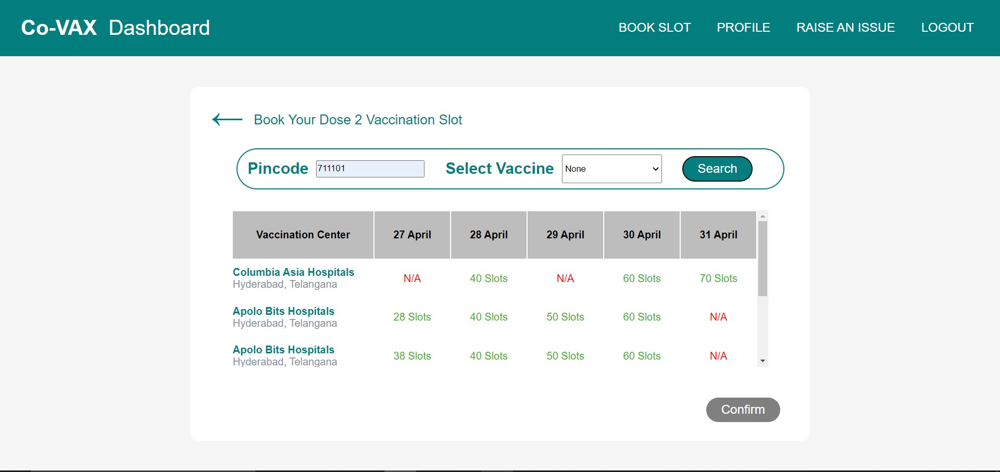 Co-VAX Dashboard BOOK SLOT PROFILE RAISE AN ISSUE LOGOUT
Book Your Dose 2 Vaccination Slot
Pincode 711101 Select Vaccine None Search
Vaccination Center 27 April 28 April 29 April 30 April 31 April
Columbia Asia Hospitals
Hyderabad, Telangana
N/A 40 Slots N/A 60 Slots 70 Slots
Apolo Bits Hospitals
Hyderabad, Telangana
28 Slots 40 Slots 50 Slots 60 Slots N/A
Apolo Bits Hospitals
Hyderabad, Telangana
38 Slots 40 Slots 50 Slots 60 Slots N/A
Confirm